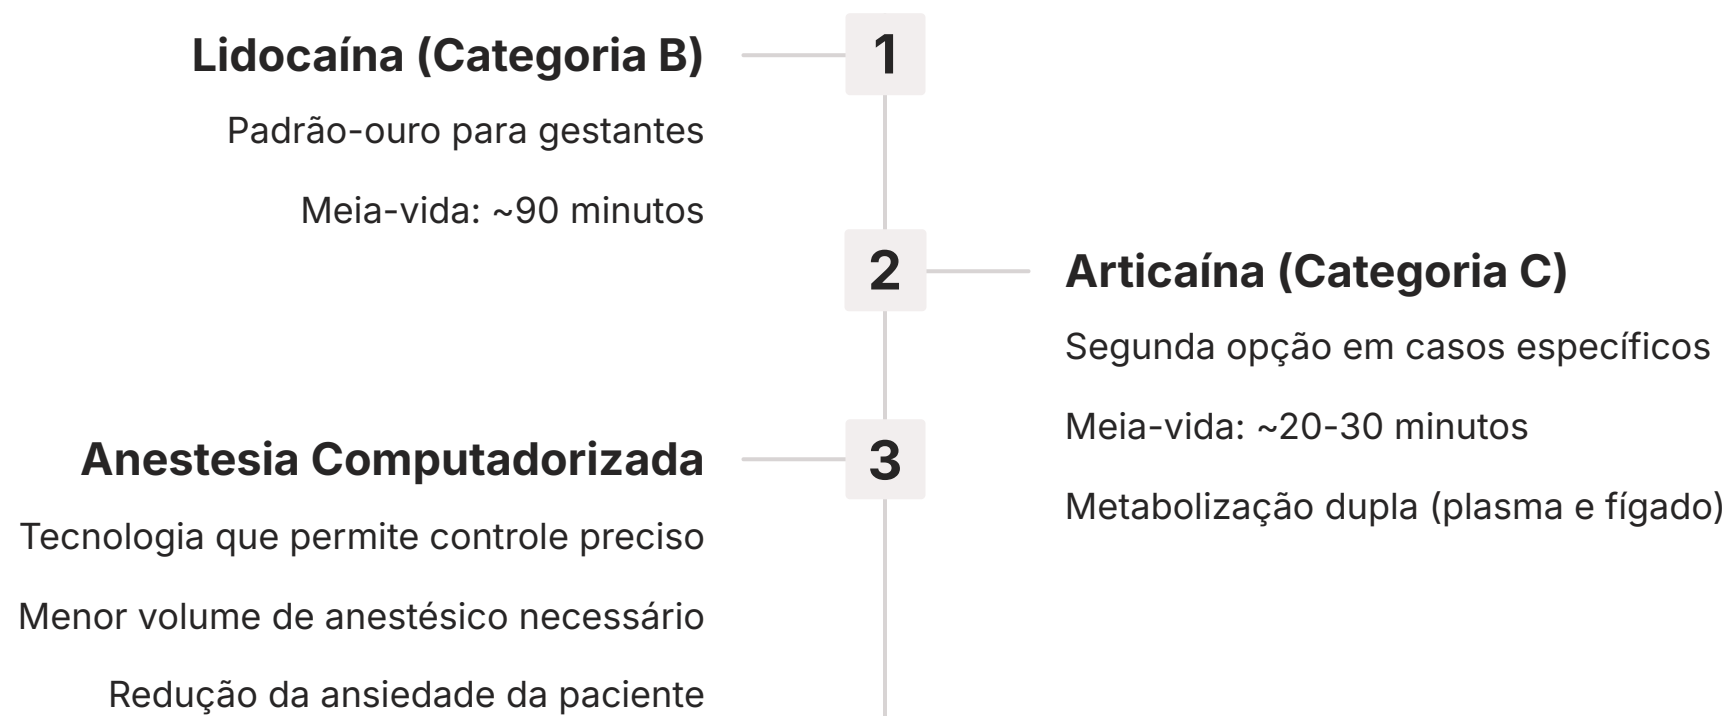 1
Lidocaína (Categoria B)
Padrão-ouro para gestantes
Meia-vida: ~90 minutos
2
Articaína (Categoria C)
Segunda opção em casos específicos
Meia-vida: ~20-30 minutos
Metabolização dupla (plasma e fígado)
3
Anestesia Computadorizada
Tecnologia que permite controle preciso
Menor volume de anestésico necessário
Redução da ansiedade da paciente